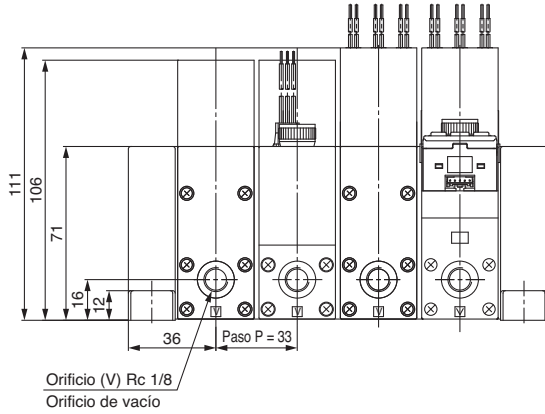 111
106
71
16
12
36
Paso P = 33
V
V
V
V
Orificio (V) Rc 1/8
Orificio de vacío